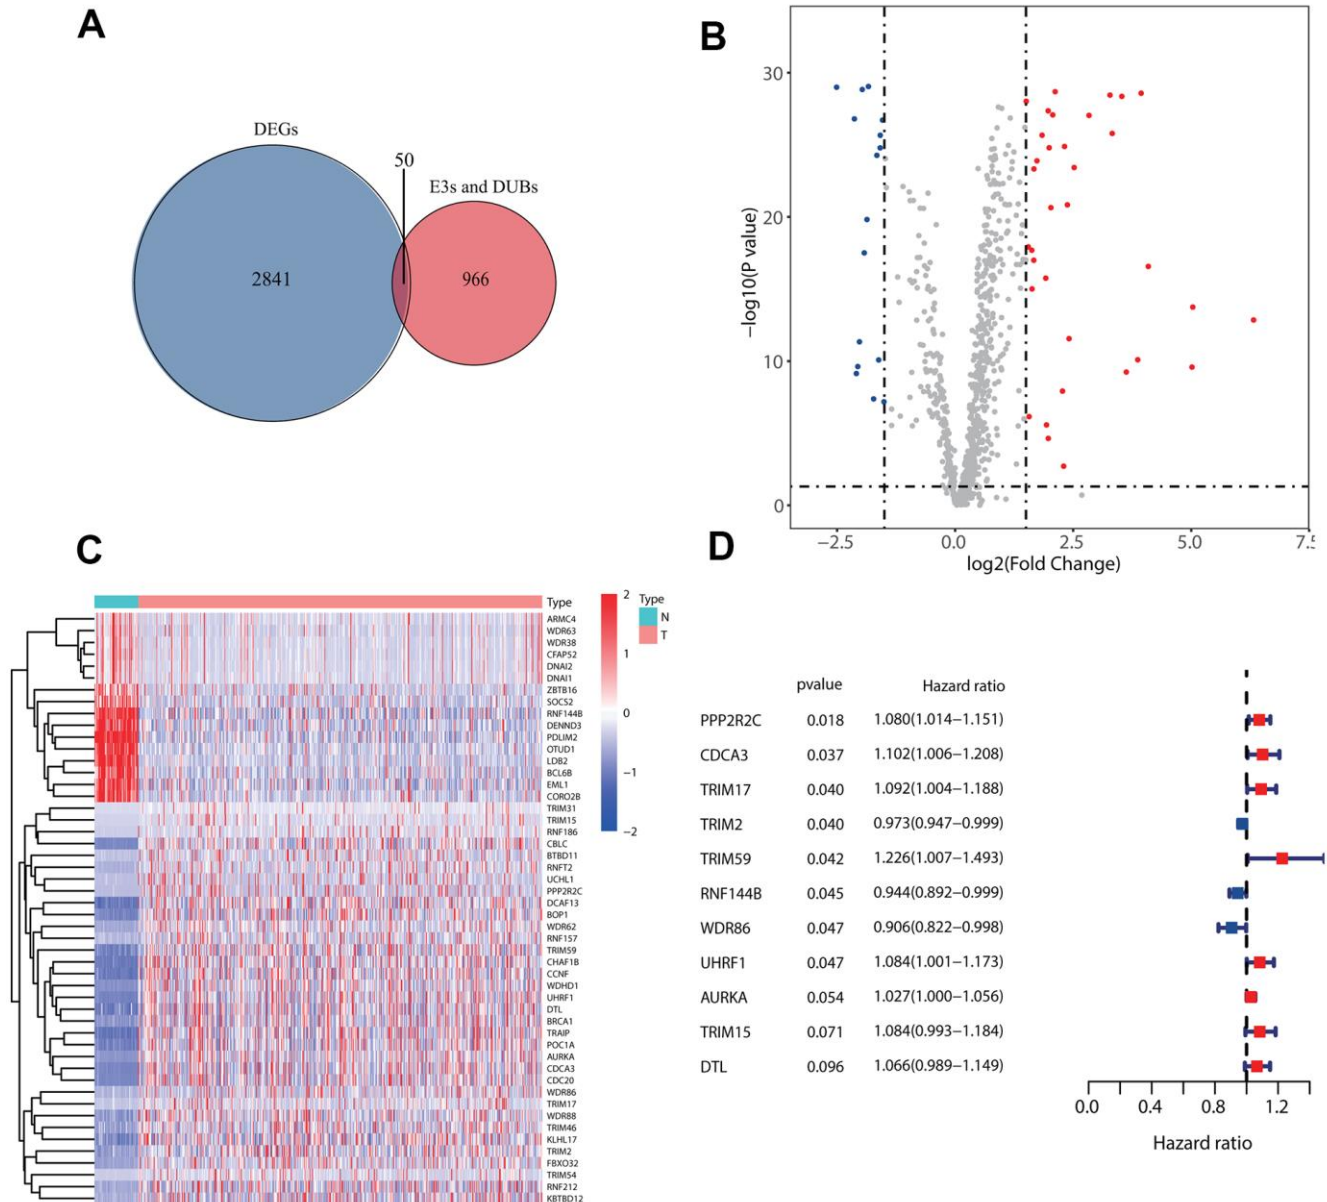 A
DEGs
50
E3s and DUBs
2841
966
B
30
20
10
0
−log10(P value)
−2.5
0.0
2.5
5.0
7.5
log2(Fold Change)
C
Type
ARMC4
WDR63
WDR38
CFAP52
DNAI2
DNAI1
ZBTB16
SOCS2
RNF144B
DENND3
PDLIM2
OTUD1
LDB2
BCL6B
EML1
CORO2B
TRIM31
TRIM15
RNF186
CBLC
BTBD11
RNFT2
UCHL1
PPP2R2C
DCAF13
BOP1
WDR62
RNF157
TRIM59
CHAF1B
CCNF
WDHD1
UHRF1
DTL
BRCA1
TRAIP
POC1A
AURKA
CDCA3
CDC20
WDR86
TRIM17
WDR88
TRIM46
KLHL17
TRIM2
FBXO32
TRIM54
RNF212
KBTBD12
2
1
0
−1
−2
Type
N
T
D
pvalue Hazard ratio
PPP2R2C 0.018 1.080(1.014−1.151)
CDCA3 0.037 1.102(1.006−1.208)
TRIM17 0.040 1.092(1.004−1.188)
TRIM2 0.040 0.973(0.947−0.999)
TRIM59 0.042 1.226(1.007−1.493)
RNF144B 0.045 0.944(0.892−0.999)
WDR86 0.047 0.906(0.822−0.998)
UHRF1 0.047 1.084(1.001−1.173)
AURKA 0.054 1.027(1.000−1.056)
TRIM15 0.071 1.084(0.993−1.184)
DTL 0.096 1.066(0.989−1.149)
0.0 0.4 0.8 1.2
Hazard ratio